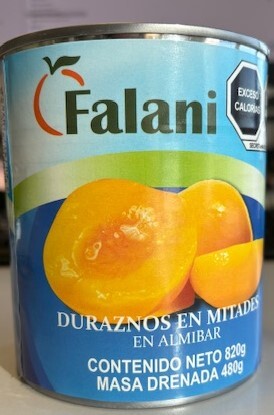 Falani
EXCESO
CALORÍAS
DURAZNOS EN MITADES
EN ALMIBAR
CONTENIDO NETO 820g
MASA DRENADA 480g